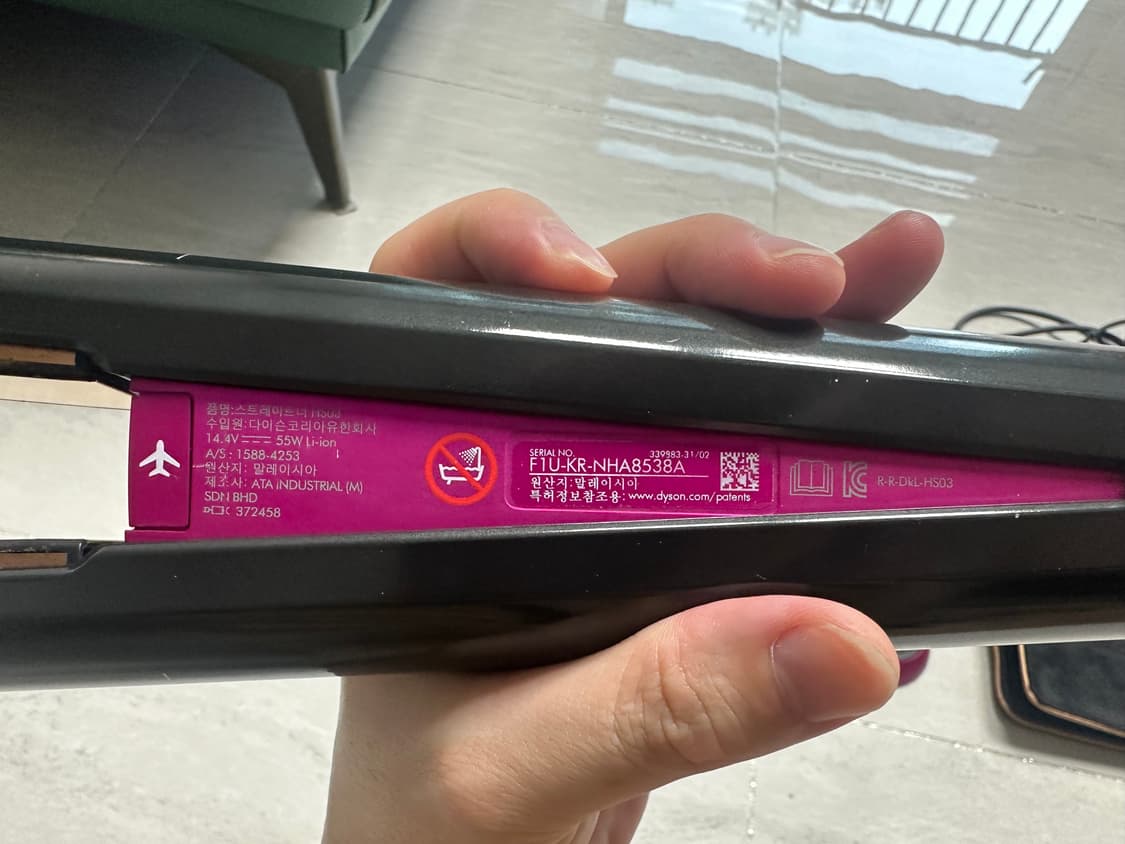 품명:스트레이트너 HS03
수입원: 다이슨코리아유한회사
14.4V 55W Li-ion
A/S : 1588-4253
원산지: 말레이시아
제조사: ATA INDUSTRIAL (M)
SDN BHD
372458
SERIAL NO. 339983-31/02
F1U-KR-NHA8538A
원산지:말레이시아
특허정보참조용: www.dyson.com/patents
R-R-DkL-HS03